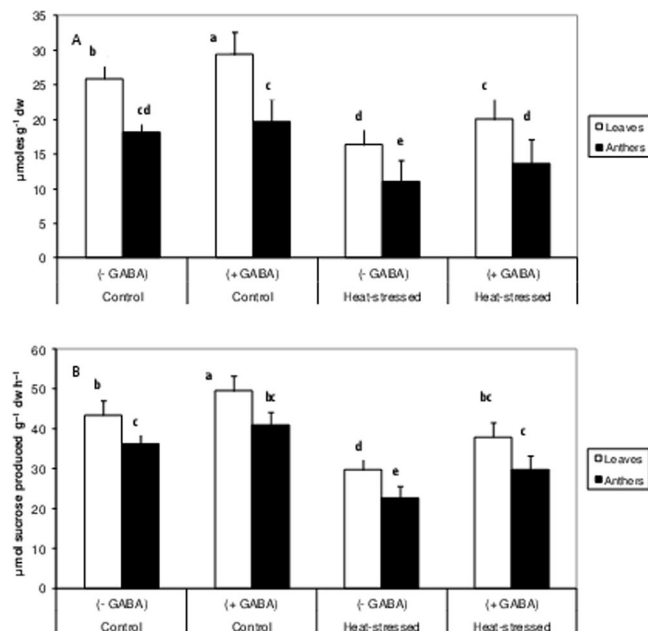 35
30
25
20
15
10
5
0
µmoles g⁻¹ dw
A
b
cd
a
c
d
e
c
d
Leaves
Anthers
(- GABA) (+ GABA) (- GABA) (+ GABA)
Control Control Heat-stressed Heat-stressed
60
50
40
30
20
10
0
µmol sucrose produced g⁻¹ dw h⁻¹
B
b
c
a
bc
d
e
bc
c
Leaves
Anthers
(- GABA) (+ GABA) (- GABA) (+ GABA)
Control Control Heat-stressed Heat-stressed